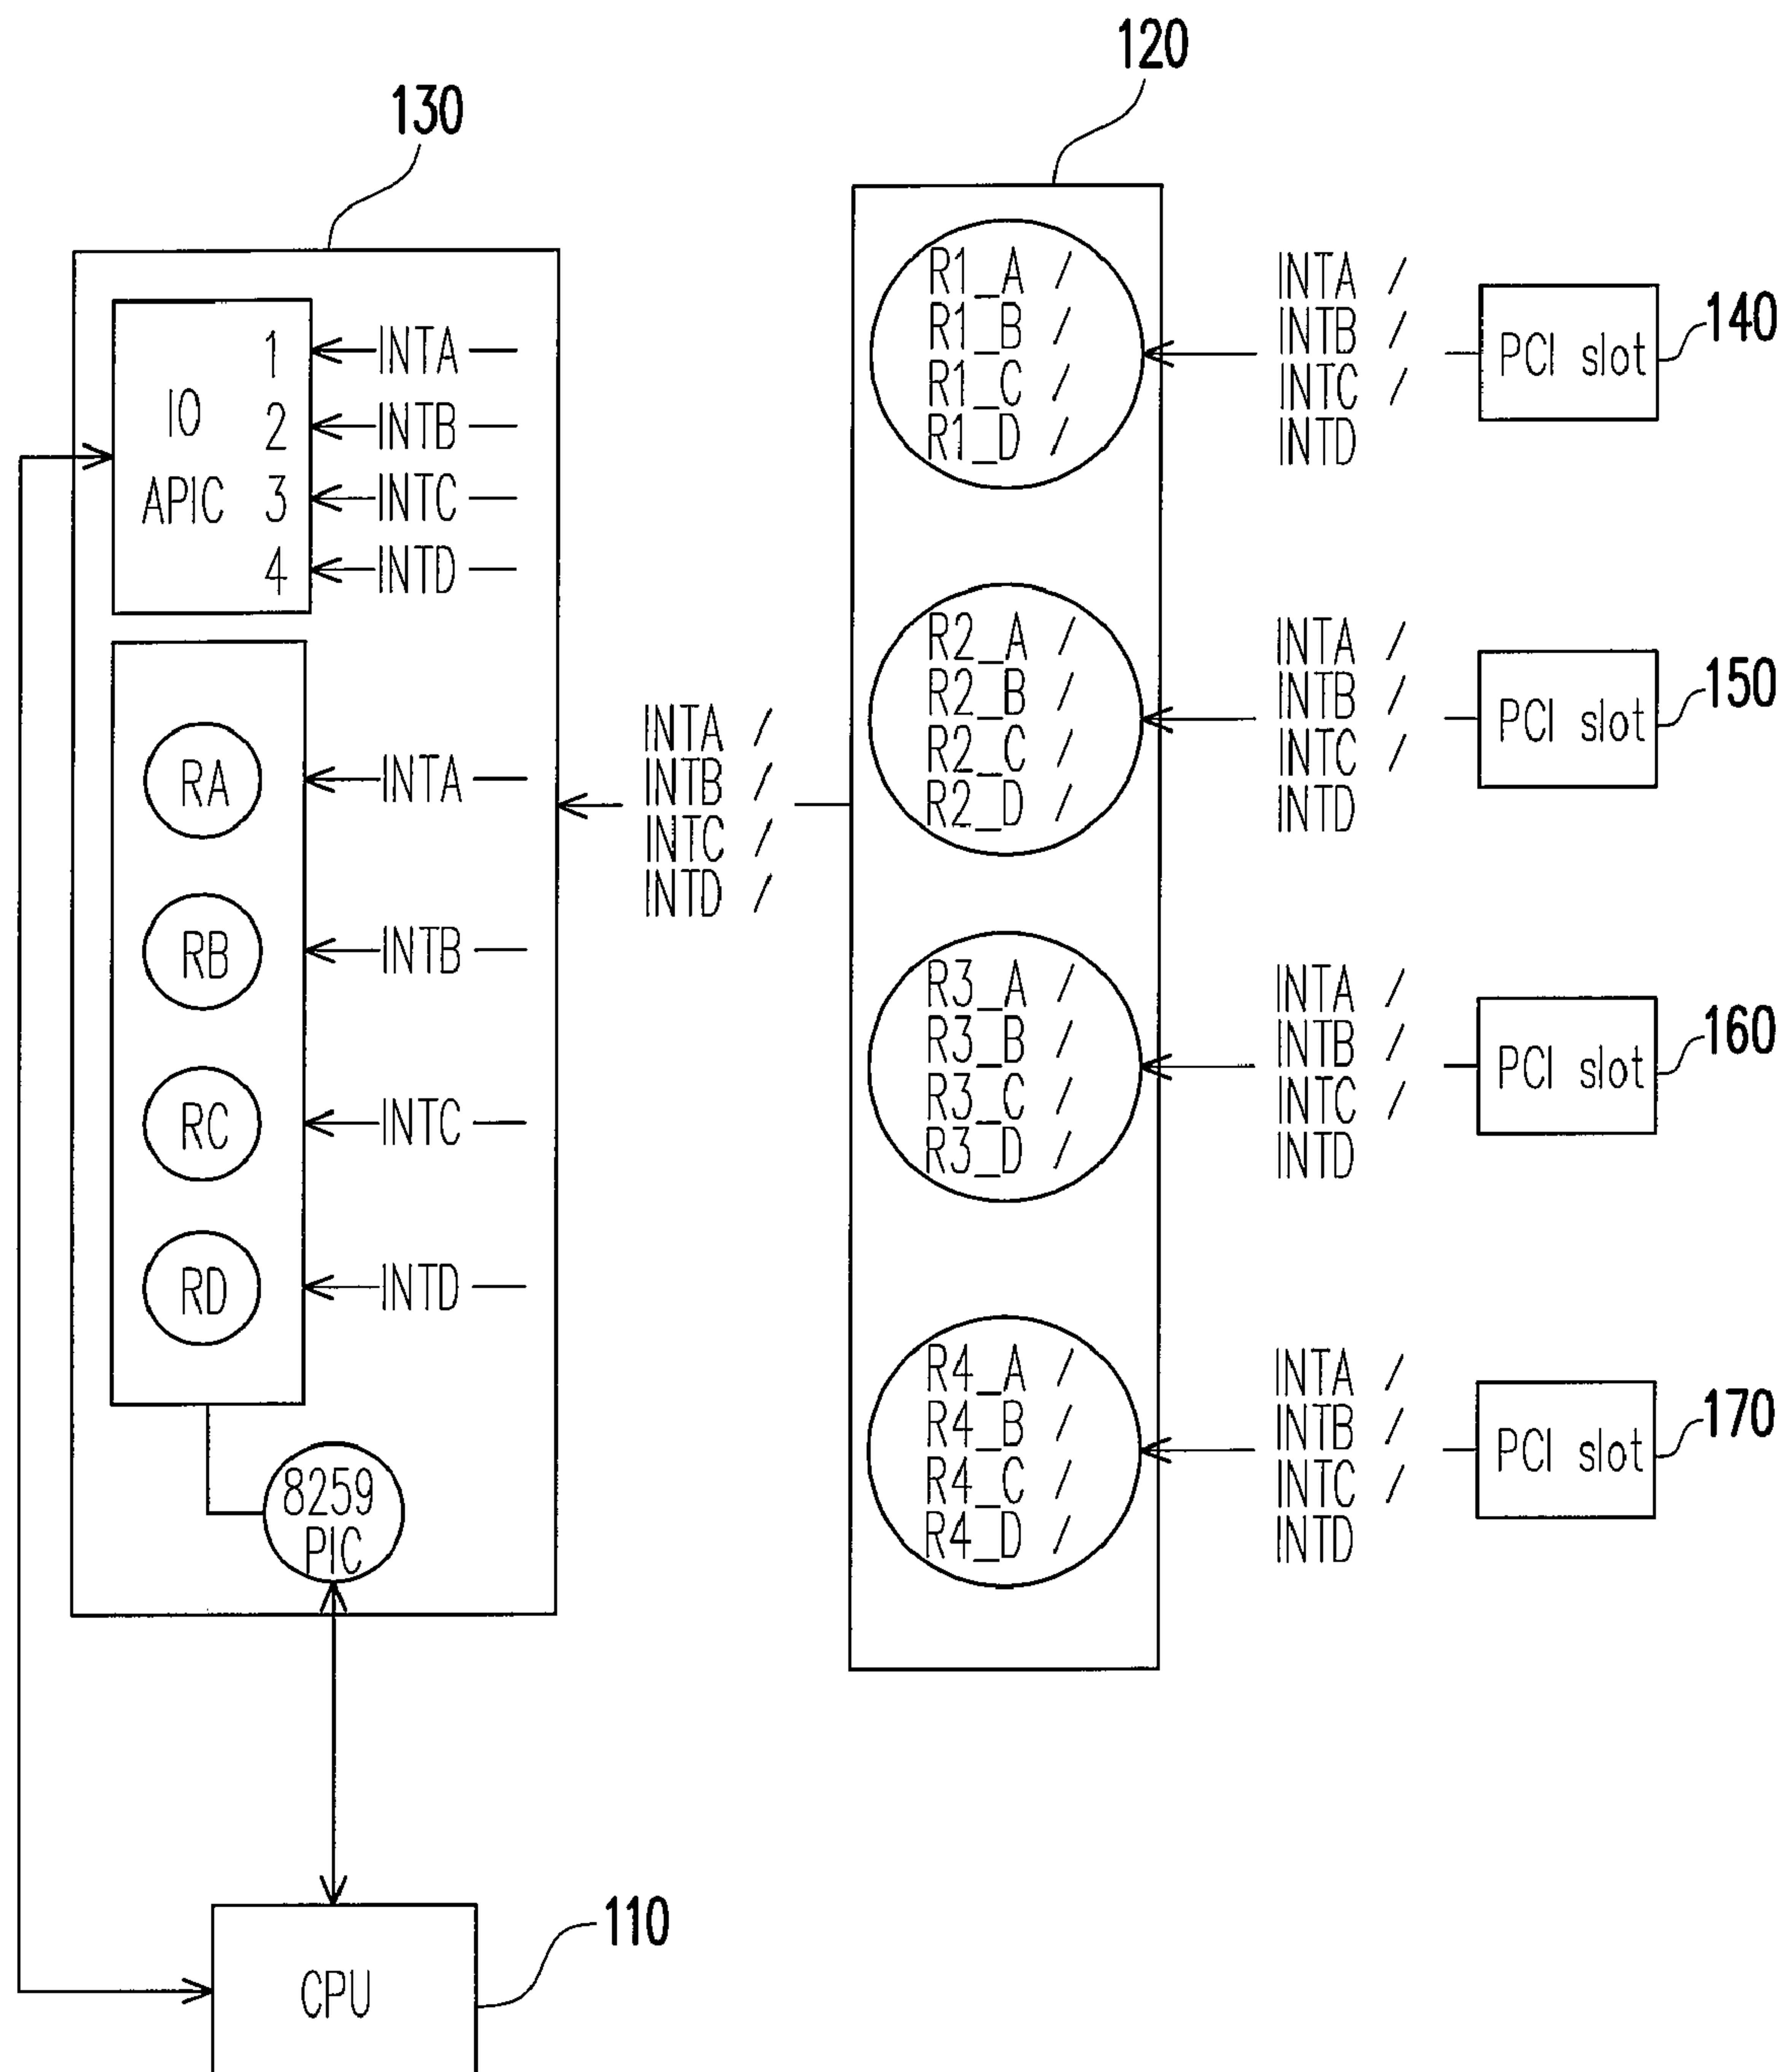 120
130
R1_A /
R1_B /
R1_C /
R1_D /
INTA /
INTB /
INTC /
INTD
PCI slot
140
IO
APIC
1
2
3
4
INTA
INTB
INTC
INTD
R2_A /
R2_B /
R2_C /
R2_D /
INTA /
INTB /
INTC /
INTD
PCI slot
150
RA
RB
RC
RD
INTA
INTB
INTC
INTD
INTA /
INTB /
INTC /
INTD /
R3_A /
R3_B /
R3_C /
R3_D /
INTA /
INTB /
INTC /
INTD
PCI slot
160
R4_A /
R4_B /
R4_C /
R4_D /
INTA /
INTB /
INTC /
INTD
PCI slot
170
8259
PIC
CPU
110